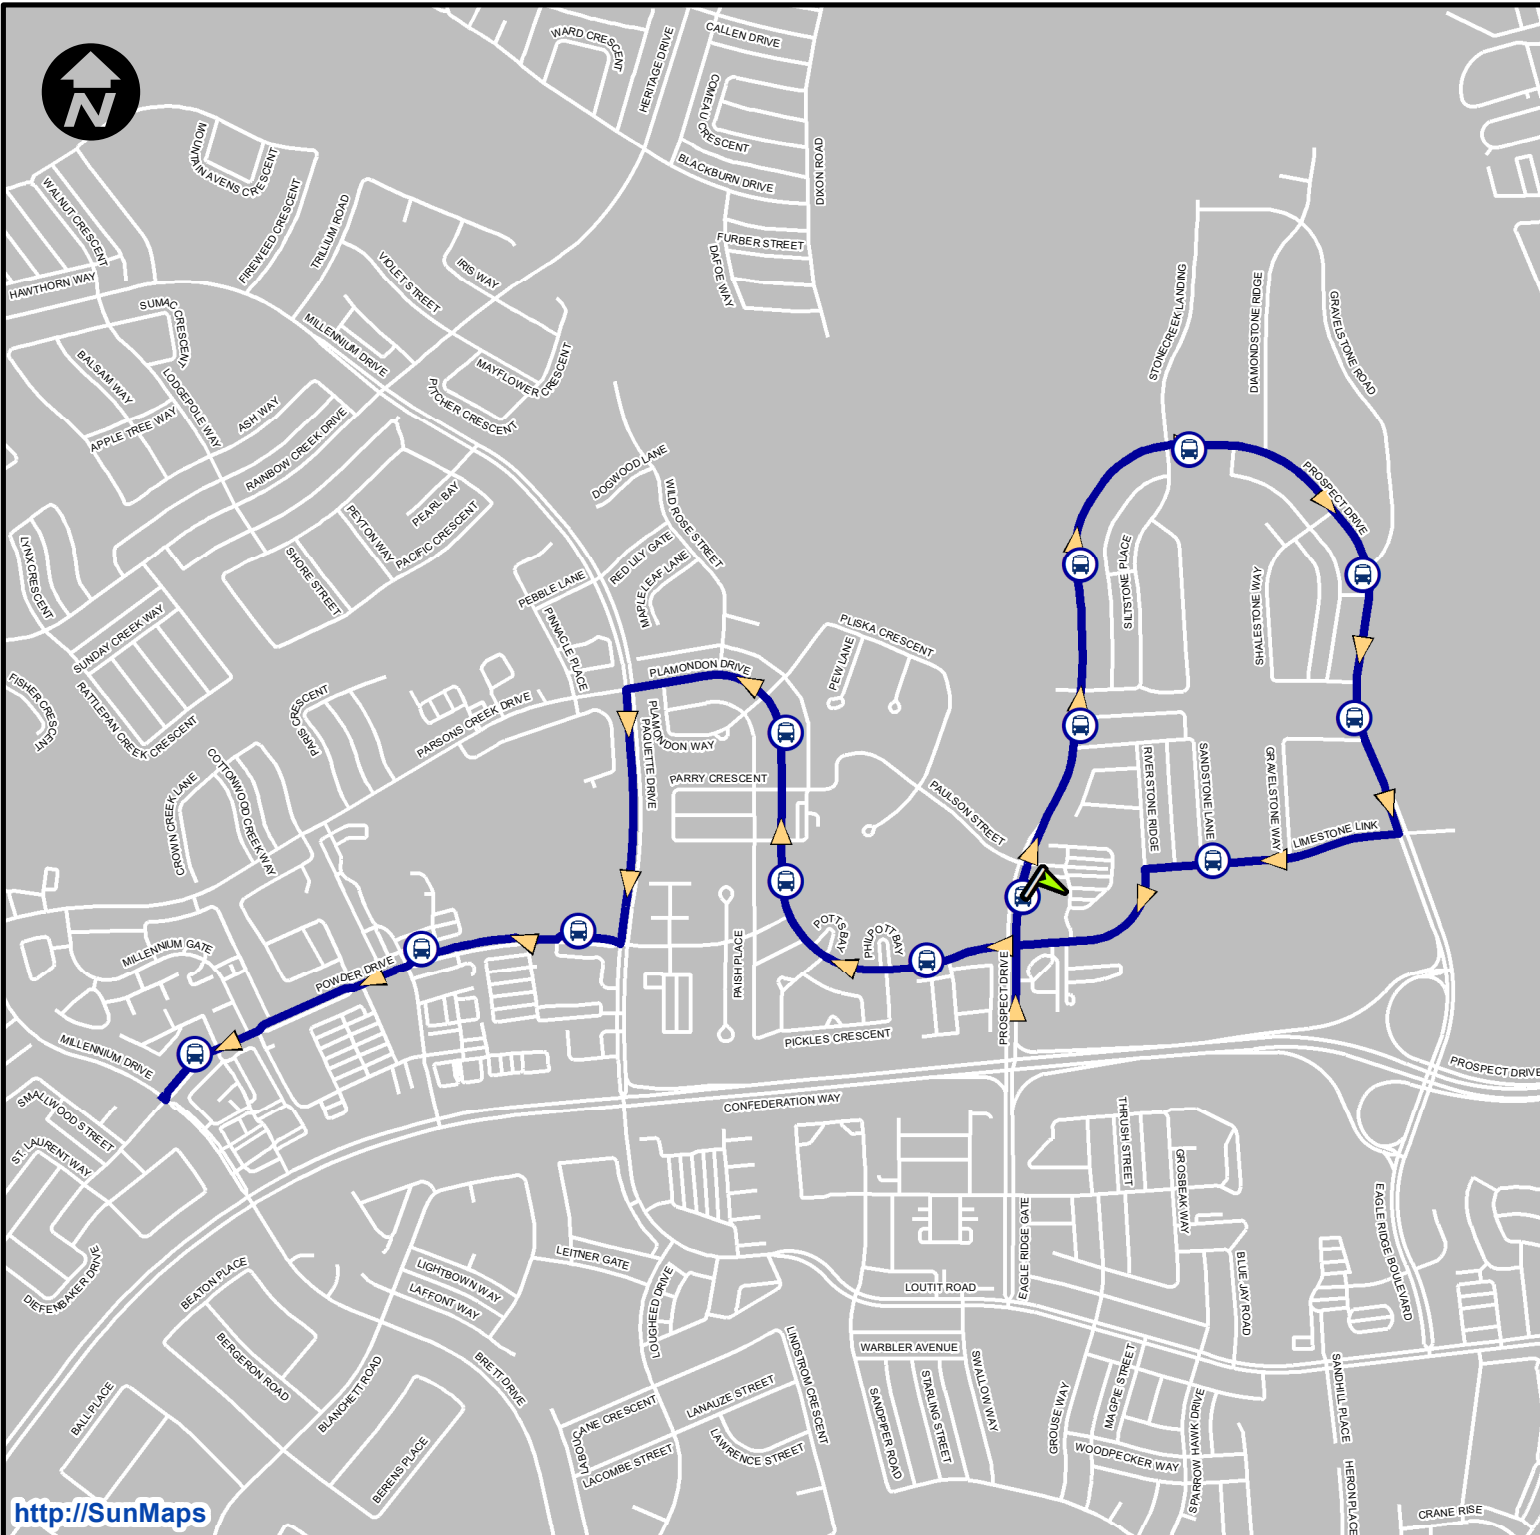 WARD CRESCENT
HERITAGE DRIVE
CALLEN DRIVE
COMEAU CRESCENT
BLACKBURN DRIVE
DIXON ROAD
N
MOUNTAIN AVENS CRESCENT
WALNUT CRESCENT
FIREWEED CRESCENT
TRILLIUM ROAD
FURBER STREET
DAFOE WAY
HAWTHORN WAY
VIOLET STREET
IRIS WAY
SUMAC CRESCENT
MILLENNIUM DRIVE
STONECREEK LANDING
DIAMONDSTONE RIDGE
GRAVELSTONE ROAD
BALSAM WAY
LODGEPOLE WAY
MAYFLOWER CRESCENT
PITCHER CRESCENT
APPLE TREE WAY
ASH WAY
RAINBOW CREEK DRIVE
DOGWOOD LANE
WILD ROSE STREET
PROSPECT DRIVE
PEARL BAY
PEYTON WAY
PACIFIC CRESCENT
LYNX CRESCENT
SHORE STREET
RED LILY GATE
MAPLE LEAF LANE
PEBBLE LANE
SILTSTONE PLACE
SHALESTONE WAY
SUNDAY CREEK WAY
PINNACLE PLACE
PLISKA CRESCENT
PEW LANE
PLAMONDON DRIVE
FISHER CRESCENT
RATTLEPAN CREEK CRESCENT
PARIS CRESCENT
PARSONS CREEK DRIVE
PLAMONDON WAY
PAQUETTE DRIVE
COTTONWOOD CREEK WAY
CROWN CREEK LANE
PARRY CRESCENT
PAULSON STREET
RIVERSTONE RIDGE
SANDSTONE LANE
GRAVELSTONE WAY
LIMESTONE LINK
MILLENNIUM GATE
POWDER DRIVE
PAISH PLACE
POTTS BAY
PHILPOTT BAY
PROSPECT DRIVE
PICKLES CRESCENT
MILLENNIUM DRIVE
PROSPECT DRIVE
SMALLWOOD STREET
CONFEDERATION WAY
ST. LAURENT WAY
THRUSH STREET
GROSBEAK WAY
EAGLE RIDGE GATE
EAGLE RIDGE BOULEVARD
DIEFENBAKER DRIVE
BEATON PLACE
LIGHTBOWN WAY
LAFFONT WAY
LEITNER GATE
LOUGHEED DRIVE
LOUTIT ROAD
BLUE JAY ROAD
BERGERON ROAD
BLANCHETT ROAD
BRETT DRIVE
LINDSTROM CRESCENT
WARBLER AVENUE
SWALLOW WAY
MAGPIE STREET
SANDHILL PLACE
BALL PLACE
LANAUZE STREET
SANDPIPER ROAD
STARLING STREET
GROUSE WAY
SPARROW HAWK DRIVE
LABOUCANE CRESCENT
LAWRENCE STREET
LACOMBE STREET
WOODPECKER WAY
BERENS PLACE
HERON PLACE
CRANE RISE
http://SunMaps